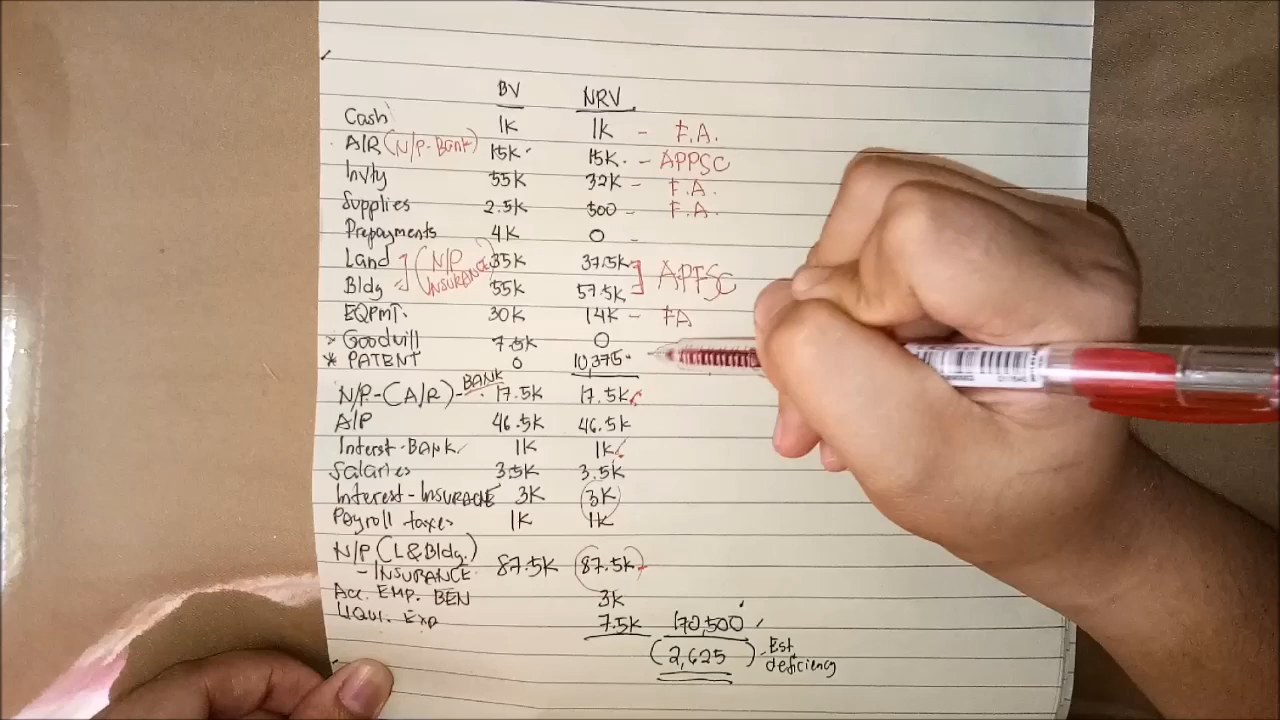 BV NRV
Cash 1K 1K - F.A.
A/R (N/P-Bank) 15K 15K. - APPSC
Invty 55K 32K - F.A.
Supplies 2.5K 500 - F.A.
Prepayments 4K 0 -
Land ] (N/P INSURANCE) 35K 37.5K ] APFSC
Bldg 55K 57.5K
EQPMT. 30K 14K - FA
* Goodwill 7.5K 0
* PATENT 0 10,375
N/P-(A/R)-BANK 17.5K 17.5K
A/P 46.5K 46.5K
Interst-BANK 1K 1K
Salaries 3.5K 3.5K
Interest-INSURANCE 3K 3K
Payroll taxes 1K 1K
N/P (L&Bldg.)
-INSURANCE 87.5K 87.5K
Acc. EMP. BEN 3K
LIQUI. EXP 7.5K 170,500
(2,625) Est.
deficiency